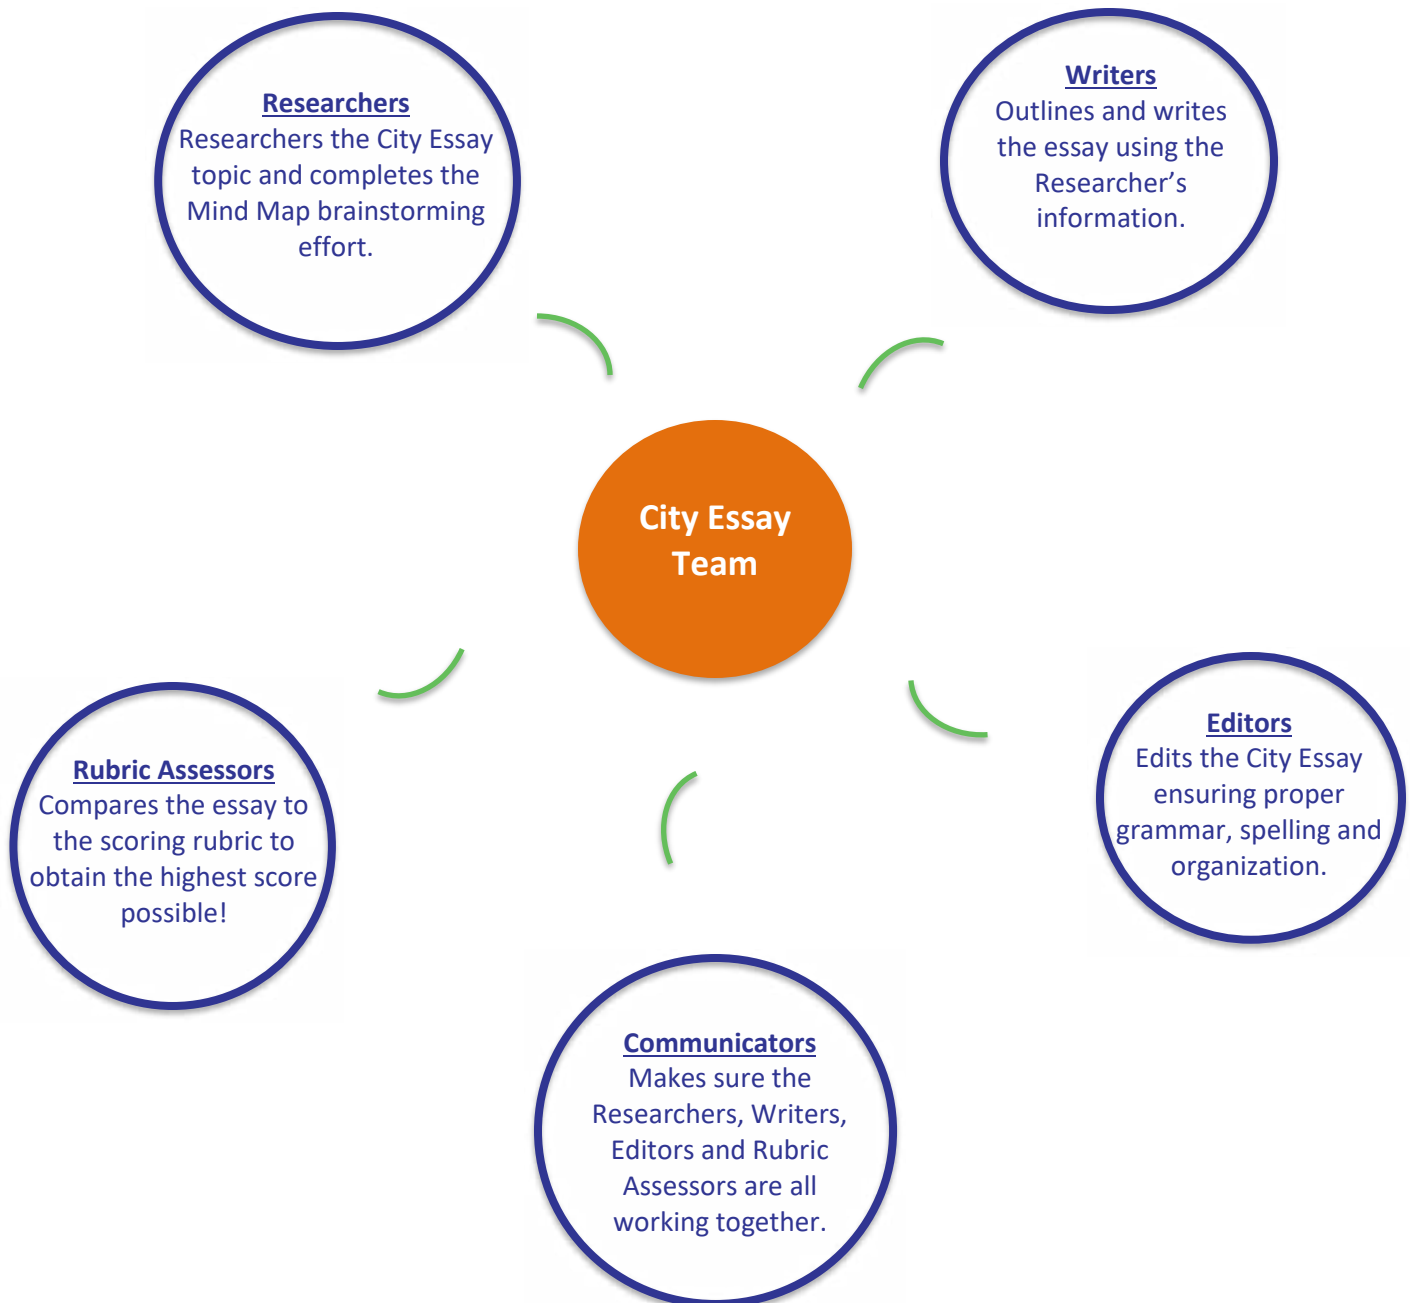 Researchers
Researchers the City Essay
topic and completes the
Mind Map brainstorming
effort.
Writers
Outlines and writes
the essay using the
Researcher’s
information.
City Essay
Team
Rubric Assessors
Compares the essay to
the scoring rubric to
obtain the highest score
possible!
Editors
Edits the City Essay
ensuring proper
grammar, spelling and
organization.
Communicators
Makes sure the
Researchers, Writers,
Editors and Rubric
Assessors are all
working together.